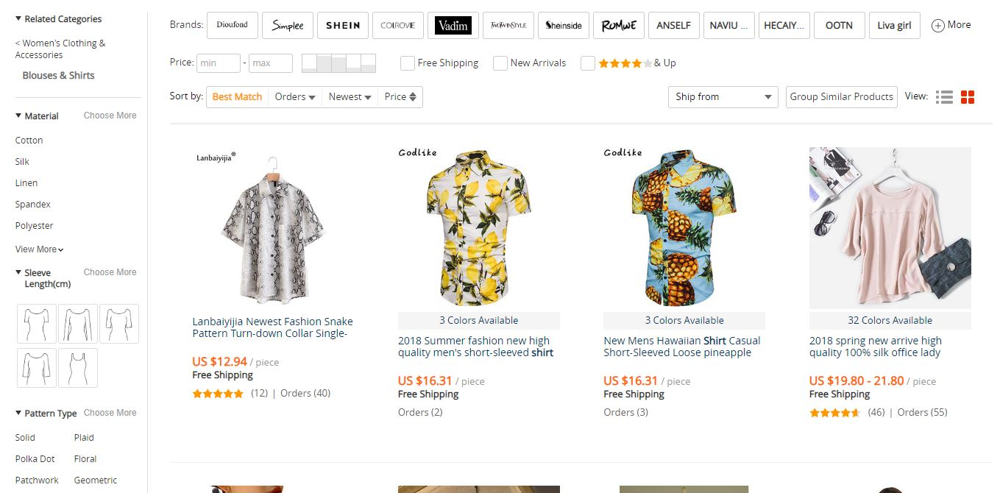 Related Categories
< Women's Clothing &
Accessories
Blouses & Shirts
Material Choose More
Cotton
Silk
Linen
Spandex
Polyester
View More
Sleeve Choose More
Length(cm)
Pattern Type Choose More
Solid Plaid
Polka Dot Floral
Patchwork Geometric
Brands: Dioufond Simplee SHEIN COLROVIE Vadim TWOTWINSTYLE Sheinside ROMWE ANSELF NAVIU ... HECAIY... OOTN Liva girl More
Price: min - max Free Shipping New Arrivals & Up
Sort by: Best Match Orders Newest Price Ship from Group Similar Products View:
Lanbaiyijia®
Lanbaiyijia Newest Fashion Snake
Pattern Turn-down Collar Single-
US $12.94 / piece
Free Shipping
(12) | Orders (40)
Godlike
3 Colors Available
2018 Summer fashion new high
quality men's short-sleeved shirt
US $16.31 / piece
Free Shipping
Orders (2)
Godlike
3 Colors Available
New Mens Hawaiian Shirt Casual
Short-Sleeved Loose pineapple
US $16.31 / piece
Free Shipping
Orders (3)
32 Colors Available
2018 spring new arrive high
quality 100% silk office lady
US $19.80 - 21.80 / piece
Free Shipping
(46) | Orders (55)